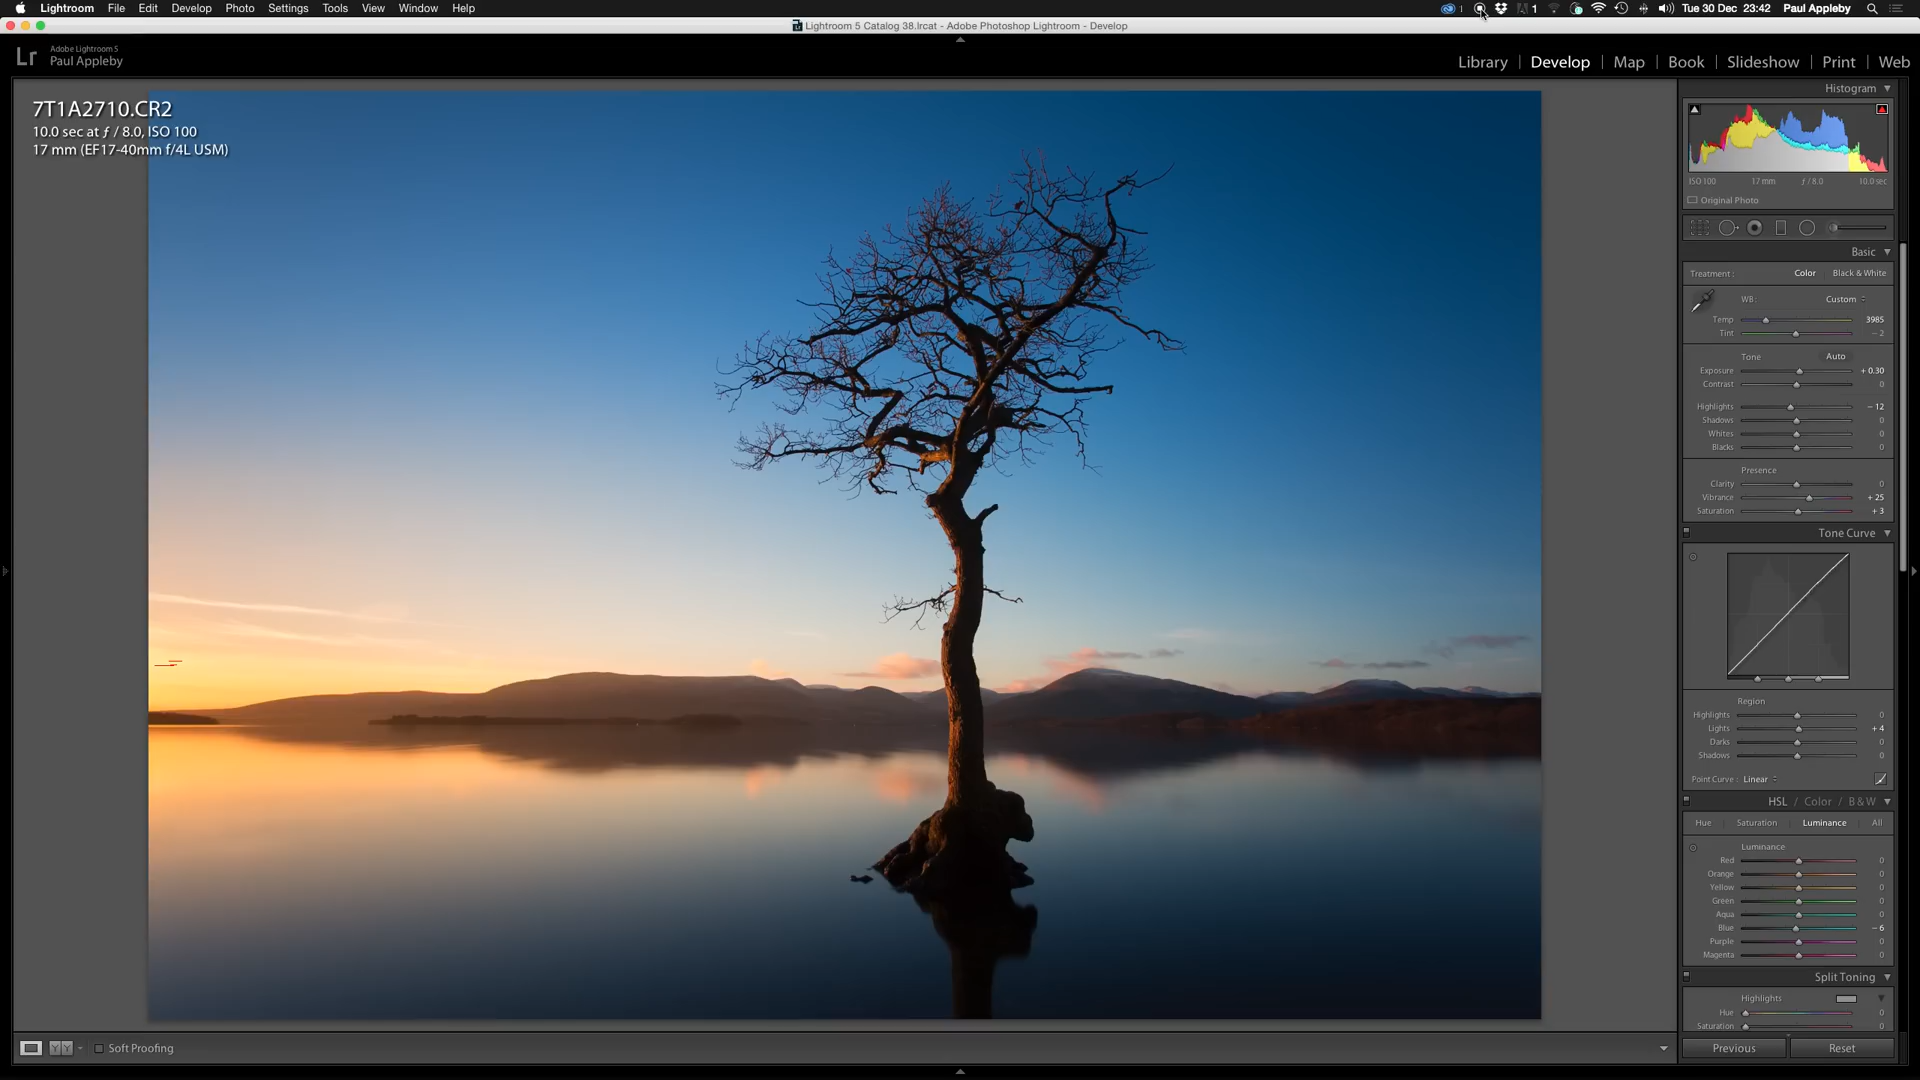 Lightroom File Edit Develop Photo Settings Tools View Window Help
1 1 Tue 30 Dec 23:42 Paul Appleby
Lightroom 5 Catalog 38.lrcat - Adobe Photoshop Lightroom - Develop
Lr Adobe Lightroom 5
Paul Appleby
Library | Develop | Map | Book | Slideshow | Print | Web
7T1A2710.CR2
10.0 sec at ƒ / 8.0, ISO 100
17 mm (EF17-40mm f/4L USM)
Histogram
ISO 100 17 mm ƒ / 8.0 10.0 sec
Original Photo
Basic
Treatment : Color Black & White
WB : Custom
Temp 3985
Tint - 2
Tone Auto
Exposure + 0.30
Contrast 0
Highlights - 12
Shadows 0
Whites 0
Blacks 0
Presence
Clarity 0
Vibrance + 25
Saturation + 3
Tone Curve
Region
Highlights 0
Lights + 4
Darks 0
Shadows 0
Point Curve : Linear
HSL / Color / B & W
Hue Saturation Luminance All
Luminance
Red 0
Orange 0
Yellow 0
Green 0
Aqua 0
Blue - 6
Purple 0
Magenta 0
Split Toning
Highlights
Hue 0
Saturation 0
Previous Reset
YY Soft Proofing